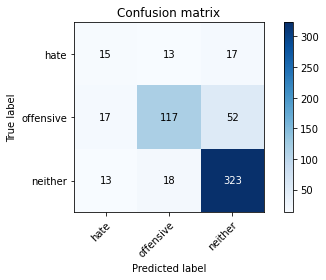 Confusion matrix
True label
hate
15
13
17
offensive
17
117
52
neither
13
18
323
hate
offensive
neither
Predicted label
300
250
200
150
100
50